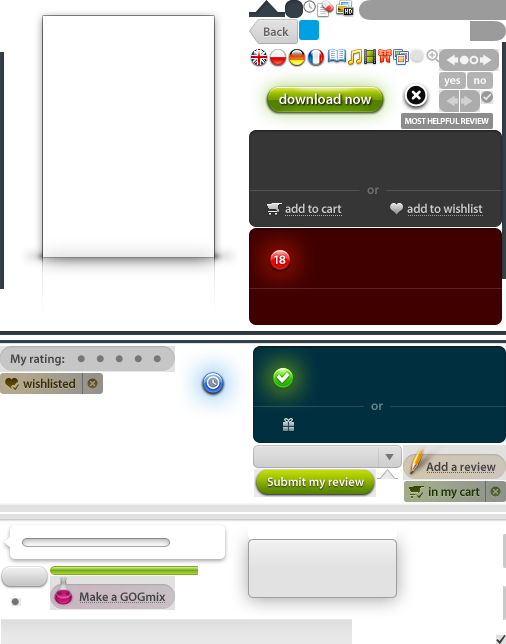 HD
Back
yes
no
download now
MOST HELPFUL REVIEW
or
add to cart
add to wishlist
18
My rating:
wishlisted
or
Add a review
Submit my review
in my cart
Make a GOGmix